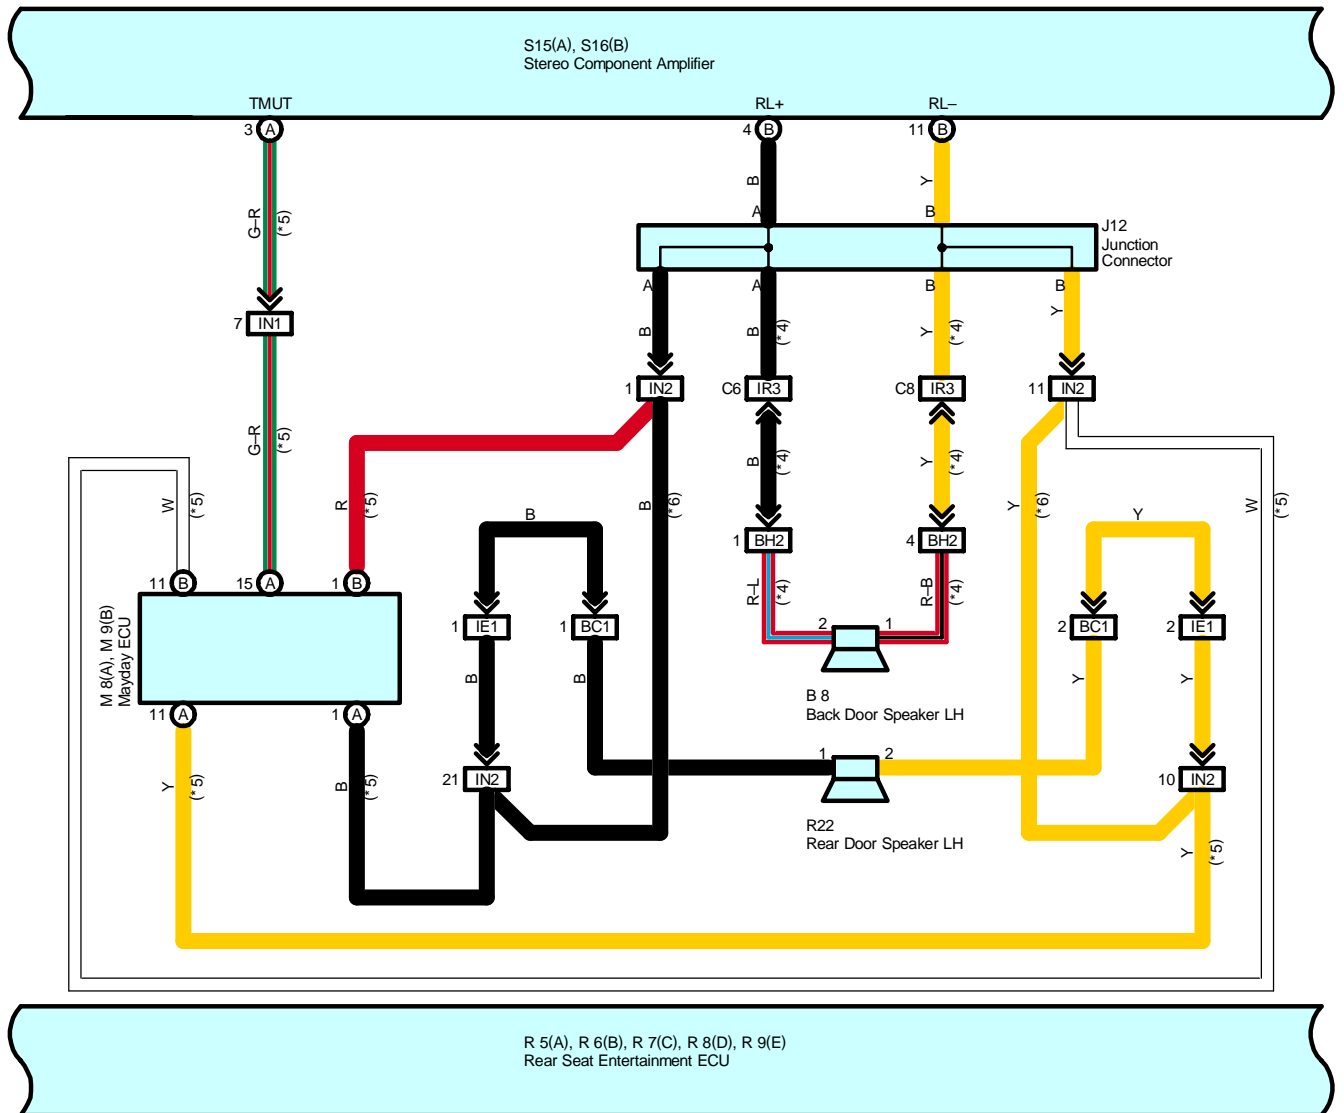 S15(A), S16(B)
Stereo Component Amplifier
TMUT
RL+
RL–
3 A
4 B
11 B
G–R
(*5)
B
Y
A
B
J12
Junction
Connector
A
A
B
B
B
B
(*4)
Y
(*4)
Y
7 IN1
1 IN2
C6 IR3
C8 IR3
11 IN2
G–R
(*5)
B
(*4)
Y
(*4)
W
(*5)
R
(*5)
B
B
(*6)
Y
(*6)
Y
W
(*5)
1 BH2
4 BH2
11 B
15 A
1 B
R–L
(*4)
R–B
(*4)
M 8(A), M 9(B)
Mayday ECU
1 IE1
1 BC1
2
1
2 BC1
2 IE1
B
B
Y
Y
B 8
Back Door Speaker LH
11 A
1 A
1
2
Y
(*5)
B
(*5)
21 IN2
10 IN2
R22
Rear Door Speaker LH
Y
(*5)
R 5(A), R 6(B), R 7(C), R 8(D), R 9(E)
Rear Seat Entertainment ECU